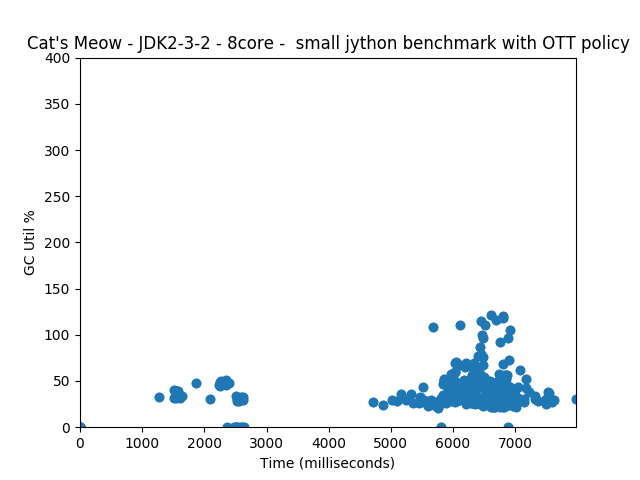 Cat's Meow - JDK2-3-2 - 8core -  small jython benchmark with OTT policy
400
350
300
250
200
150
100
50
0
GC Util %
0 1000 2000 3000 4000 5000 6000 7000
Time (milliseconds)